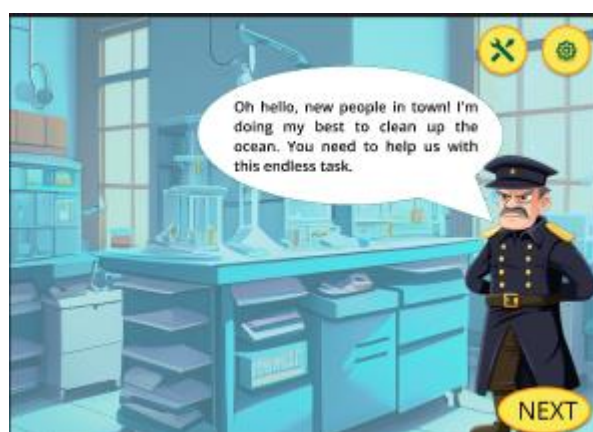 Oh hello, new people in town! I'm
doing my best to clean up the
ocean. You need to help us with
this endless task.
NEXT